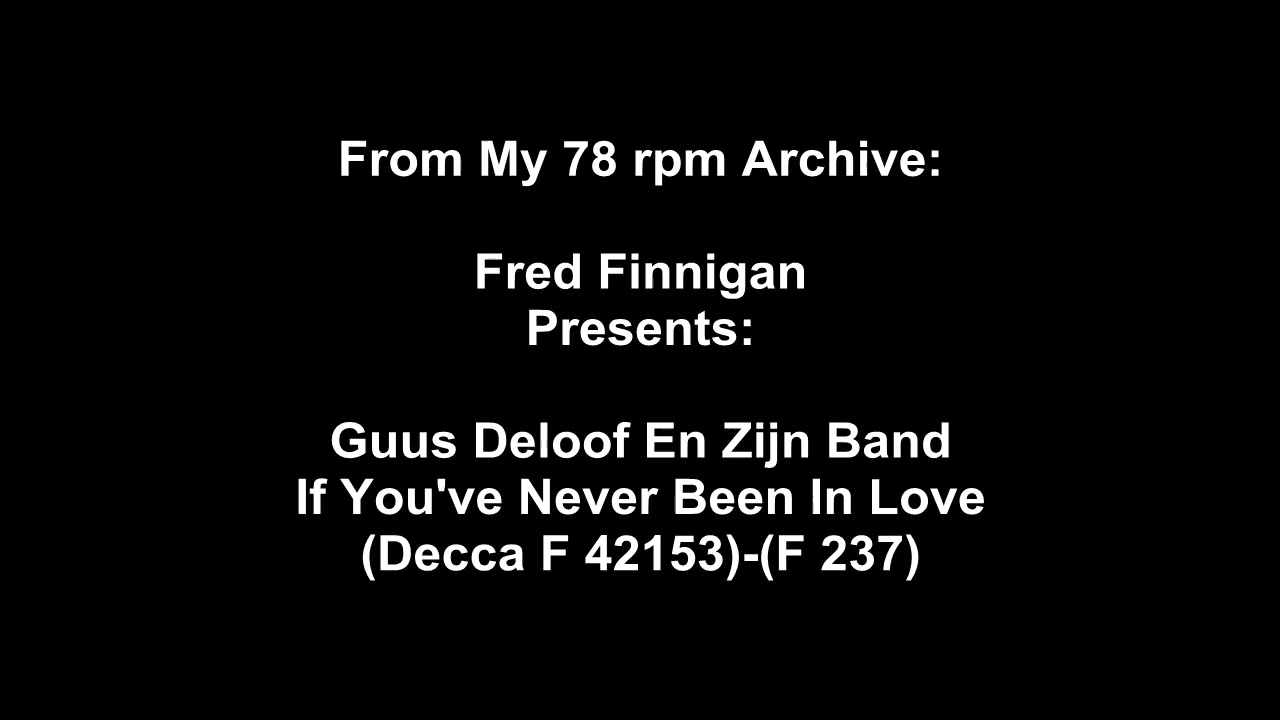 From My 78 rpm Archive:
Fred Finnigan
Presents:
Guus Deloof En Zijn Band
If You've Never Been In Love
(Decca F 42153)-(F 237)